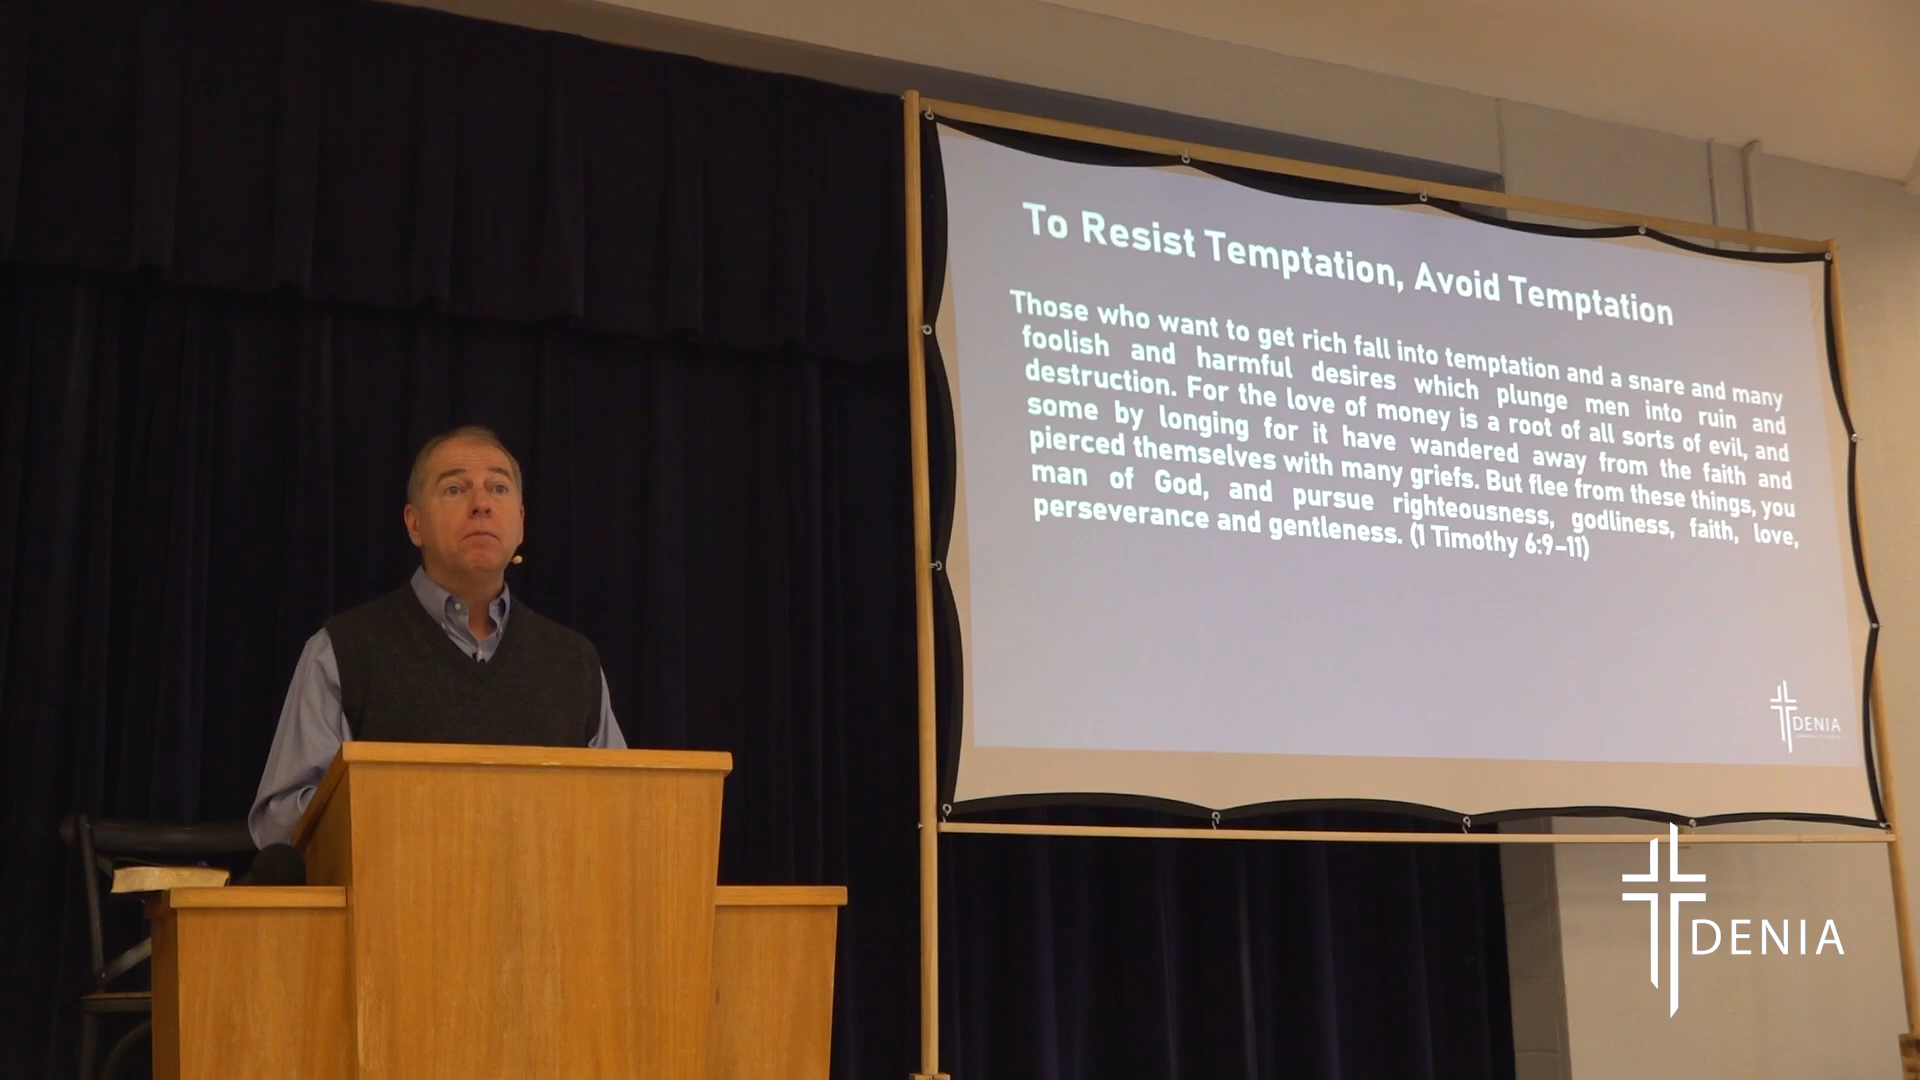 To Resist Temptation, Avoid Temptation
Those who want to get rich fall into temptation and a snare and many
foolish and harmful desires which plunge men into ruin and
destruction. For the love of money is a root of all sorts of evil, and
some by longing for it have wandered away from the faith and
pierced themselves with many griefs. But flee from these things, you
man of God, and pursue righteousness, godliness, faith, love,
perseverance and gentleness. (1 Timothy 6:9–11)
DENIA
DENIA